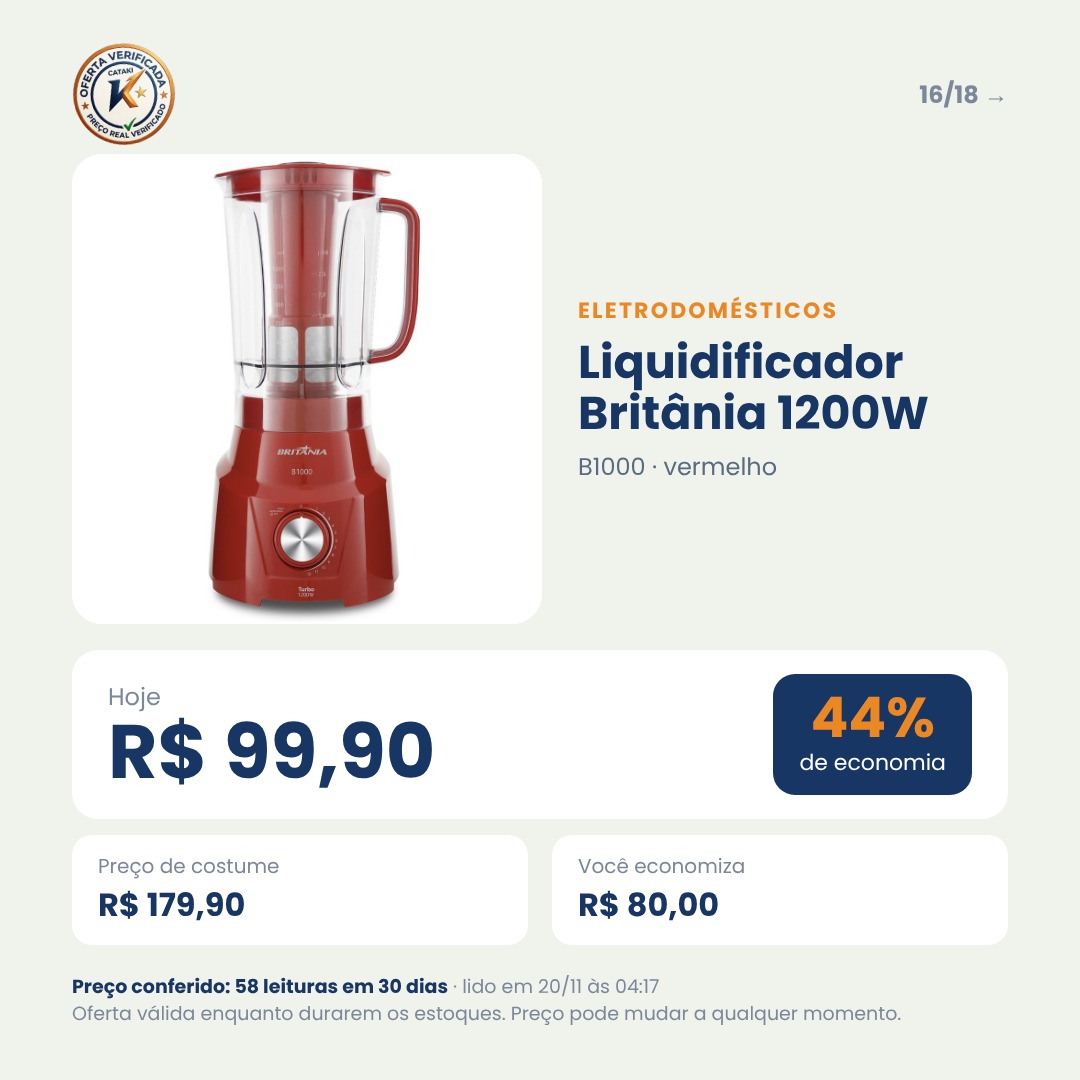 OFERTA VERIFICADA
CATAKI
K
PREÇO REAL VERIFICADO
16/18 →
BRITÂNIA
B1000
Turbo
1200W
ELETRODOMÉSTICOS
Liquidificador
Britânia 1200W
B1000 · vermelho
Hoje
R$ 99,90
44%
de economia
Preço de costume
R$ 179,90
Você economiza
R$ 80,00
Preço conferido: 58 leituras em 30 dias · lido em 20/11 às 04:17
Oferta válida enquanto durarem os estoques. Preço pode mudar a qualquer momento.